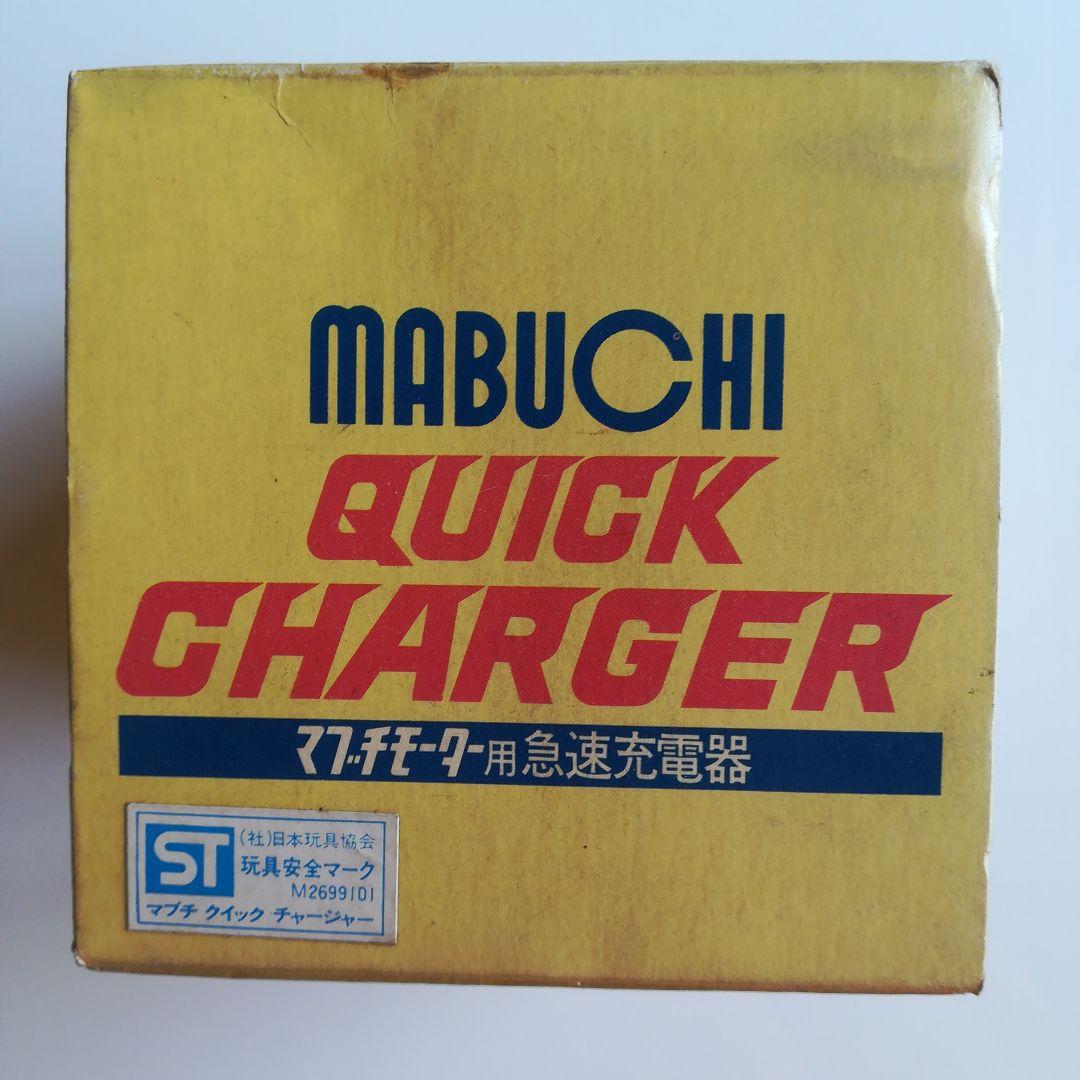 MABUCHI
QUICK
CHARGER
マブチモーター用急速充電器
ST
(社)日本玩具協会
玩具安全マーク
M2699101
マブチ クイック チャージャー